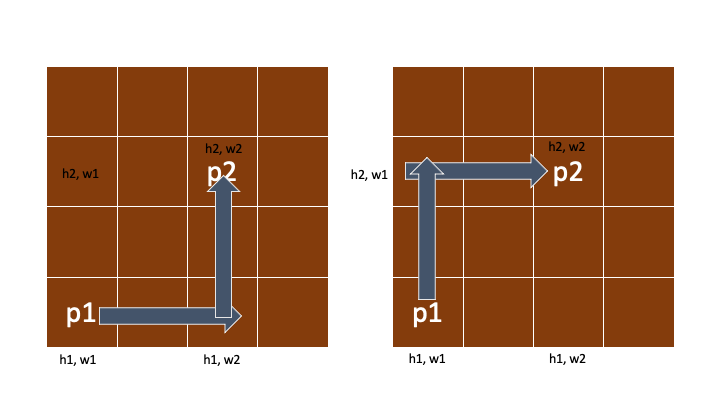 h2, w2
h2, w1
p2
p1
h1, w1
h1, w2
h2, w2
h2, w1
p2
p1
h1, w1
h1, w2